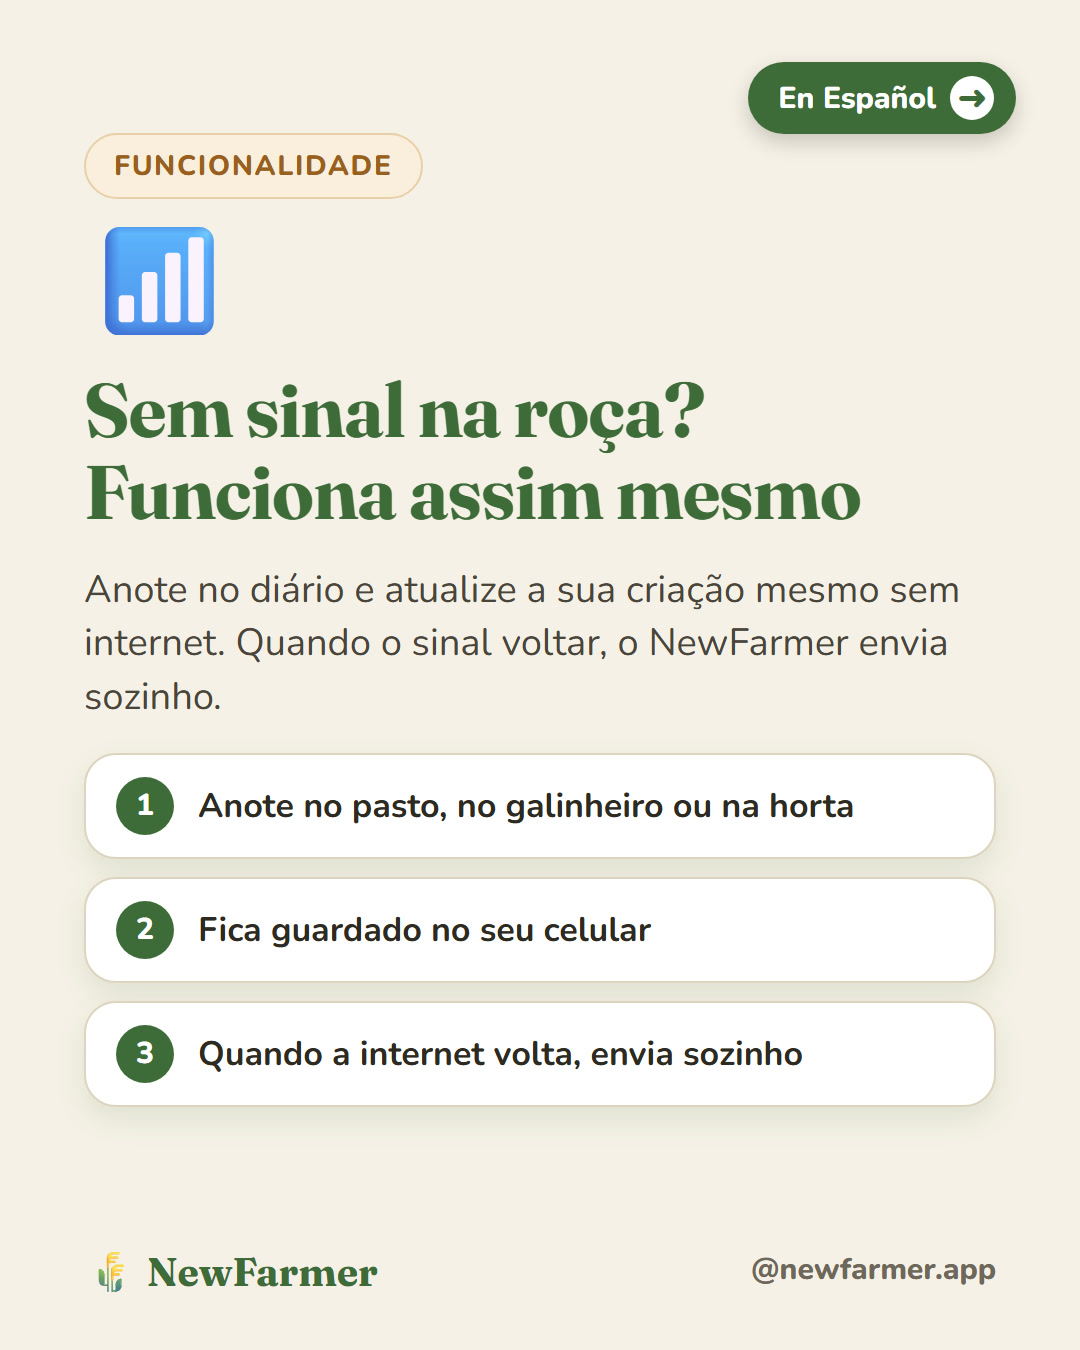 En Español
FUNCIONALIDADE
Sem sinal na roça?
Funciona assim mesmo
Anote no diário e atualize a sua criação mesmo sem
internet. Quando o sinal voltar, o NewFarmer envia
sozinho.
1 Anote no pasto, no galinheiro ou na horta
2 Fica guardado no seu celular
3 Quando a internet volta, envia sozinho
NewFarmer
@newfarmer.app